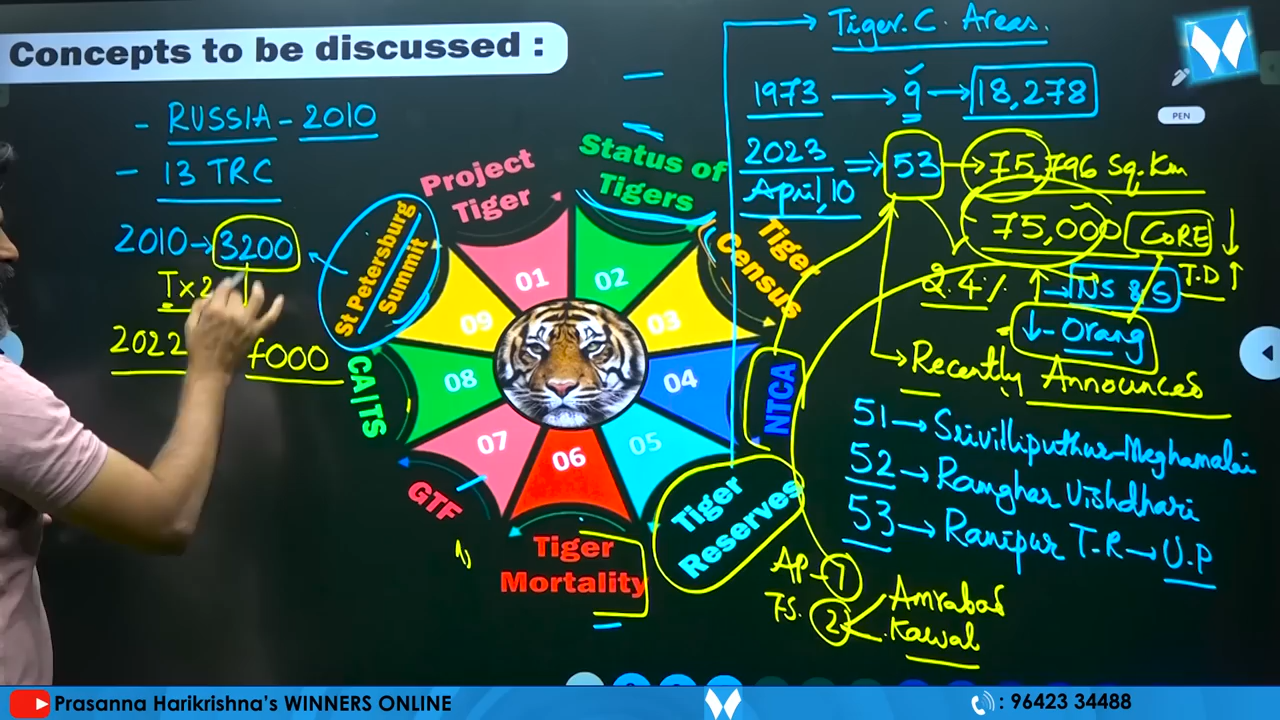 Concepts to be discussed :
- RUSSIA - 2010
- 13 TRC
2010 → 3200
T x 2
2022 7000
Project Tiger
Status of Tigers
Tiger Census
NTCA
Tiger Reserves
Tiger Mortality
GTF
CA|TS
St Petersburg Summit
01
02
03
04
05
06
07
08
09
Tiger. C. Areas.
1973 → 9 → 18,278
2023 ⇒ 53 → 75,796 Sq.Km
April, 10
75,000 CORE ↓
2.4% ↑ → NS & S T.D ↑
↓ - Orang
→ Recently Announces
51 → Srivilliputhur-Meghamalai
52 → Ramghar Vishdhari
53 → Ranipur T-R → U.P
AP - 1
TS. 2 Amrabad
Kawal
PEN
Prasanna Harikrishna's WINNERS ONLINE
: 96423 34488